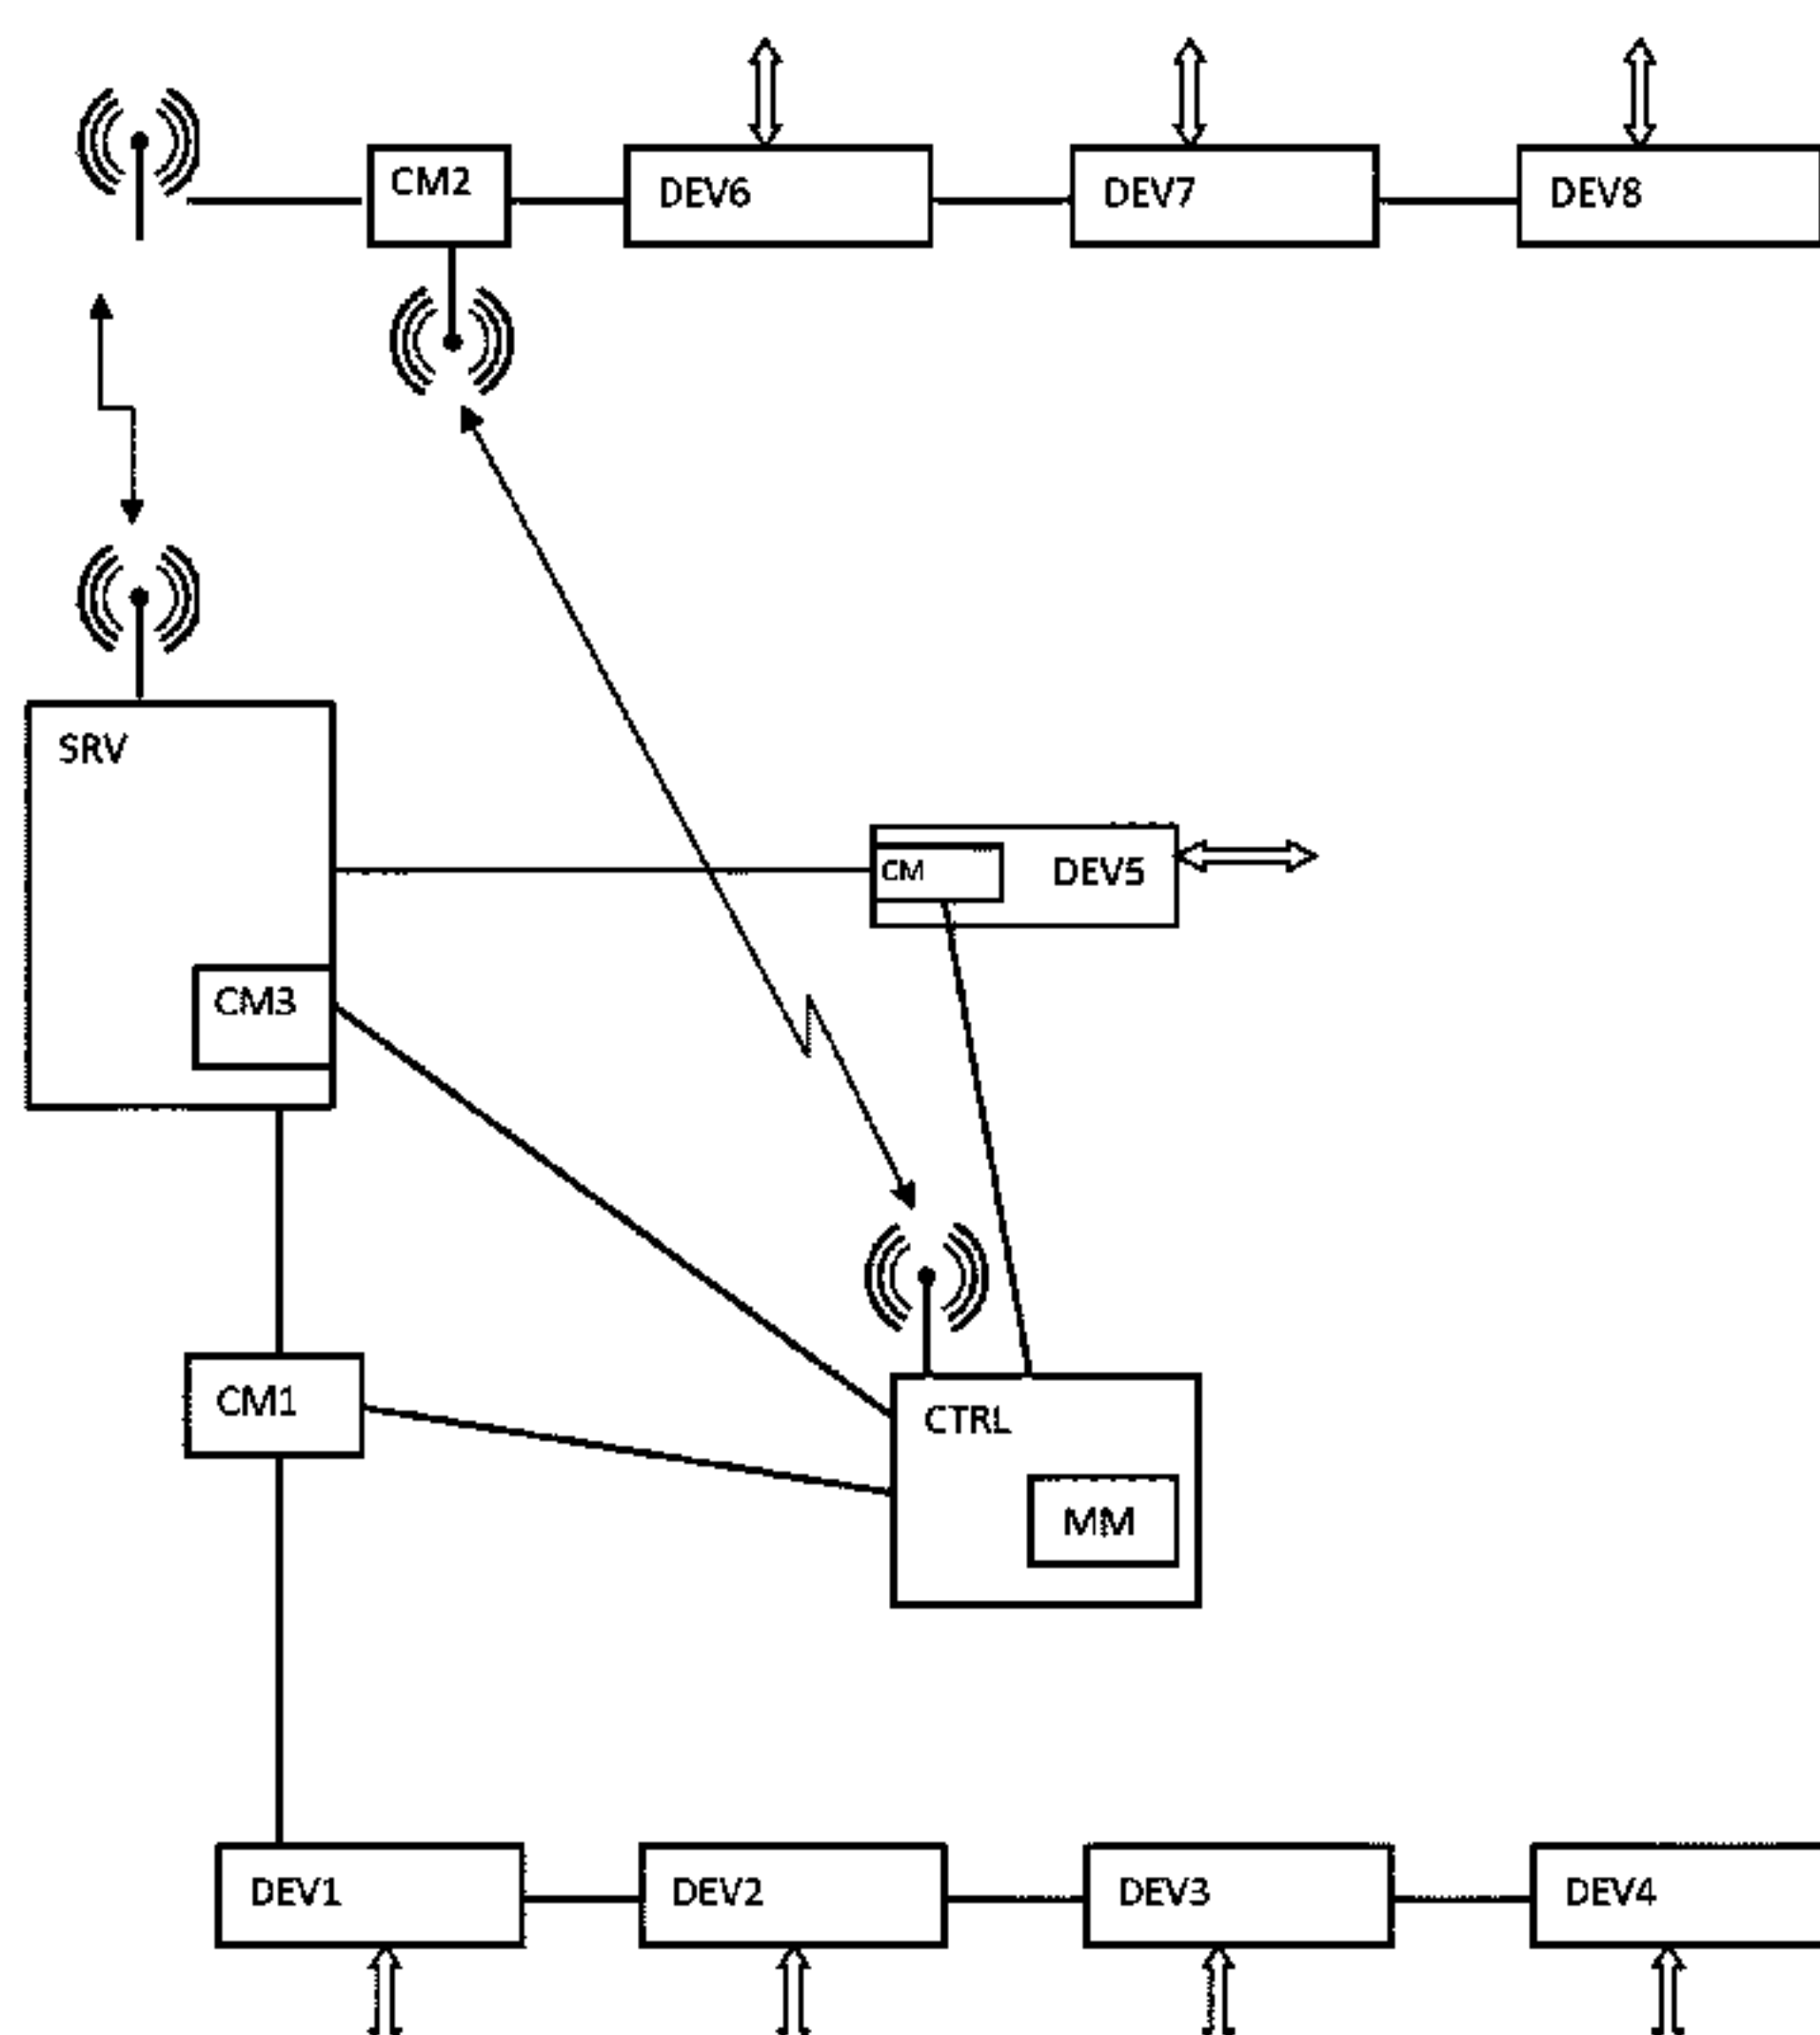 CM2
DEV6
DEV7
DEV8
SRV
CM
DEV5
CM3
CM1
CTRL
MM
DEV1
DEV2
DEV3
DEV4